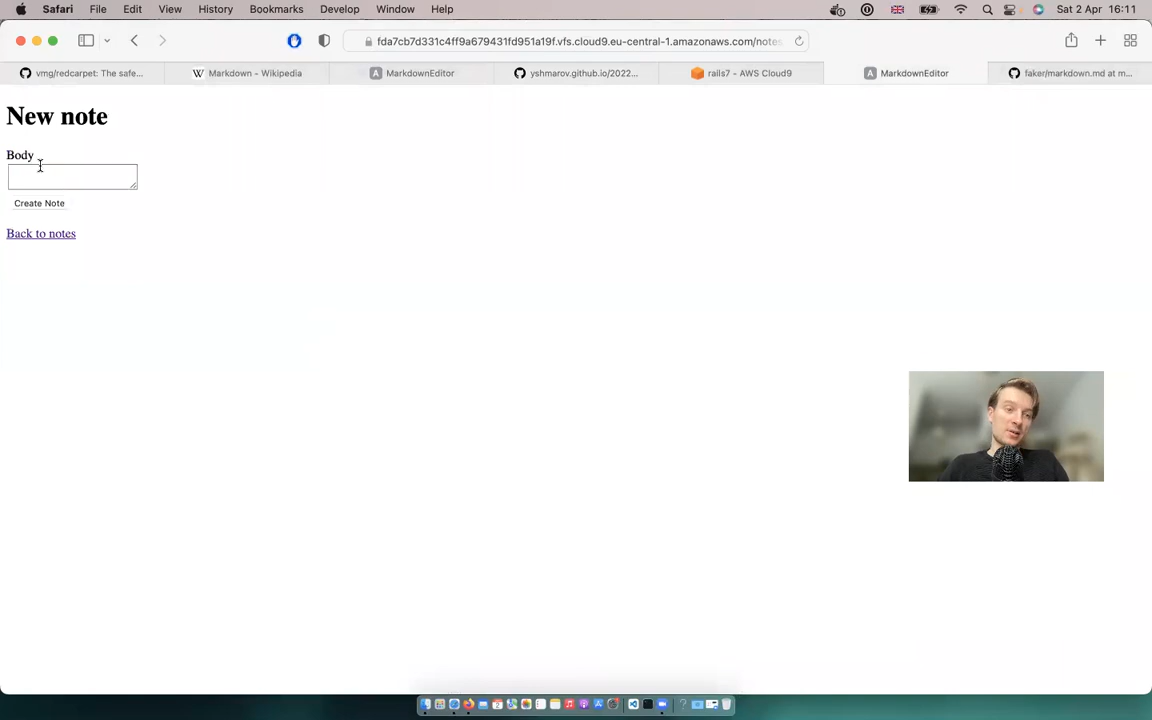 Safari File Edit View History Bookmarks Develop Window Help Sat 2 Apr 16:11
fda7cb7d331c4ff9a679431fd951a19f.vfs.cloud9.eu-central-1.amazonaws.com/notes
vmg/redcarpet: The safe... Markdown - Wikipedia MarkdownEditor yshmarov.github.io/2022... rails7 - AWS Cloud9 MarkdownEditor faker/markdown.md at m...
New note
Body
Create Note
Back to notes